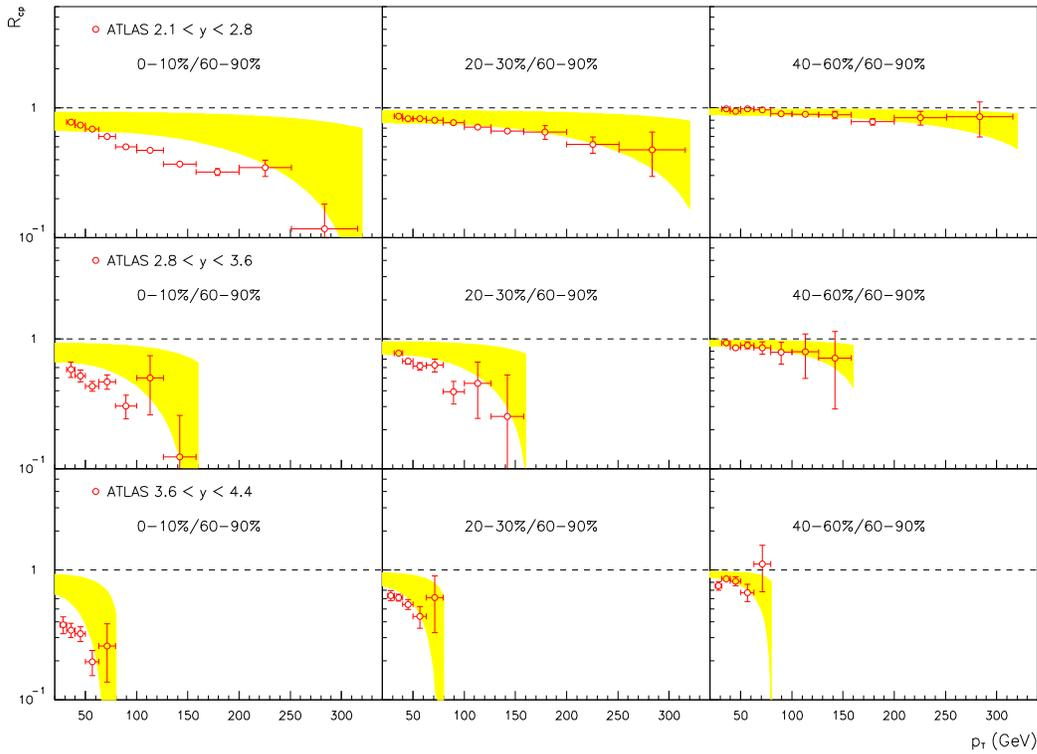 R_cp
ATLAS 2.1 < y < 2.8
0-10%/60-90%
20-30%/60-90%
40-60%/60-90%
1
10^-1
ATLAS 2.8 < y < 3.6
0-10%/60-90%
20-30%/60-90%
40-60%/60-90%
1
10^-1
ATLAS 3.6 < y < 4.4
0-10%/60-90%
20-30%/60-90%
40-60%/60-90%
1
10^-1
50 100 150 200 250 300 50 100 150 200 250 300 50 100 150 200 250 300
p_T (GeV)